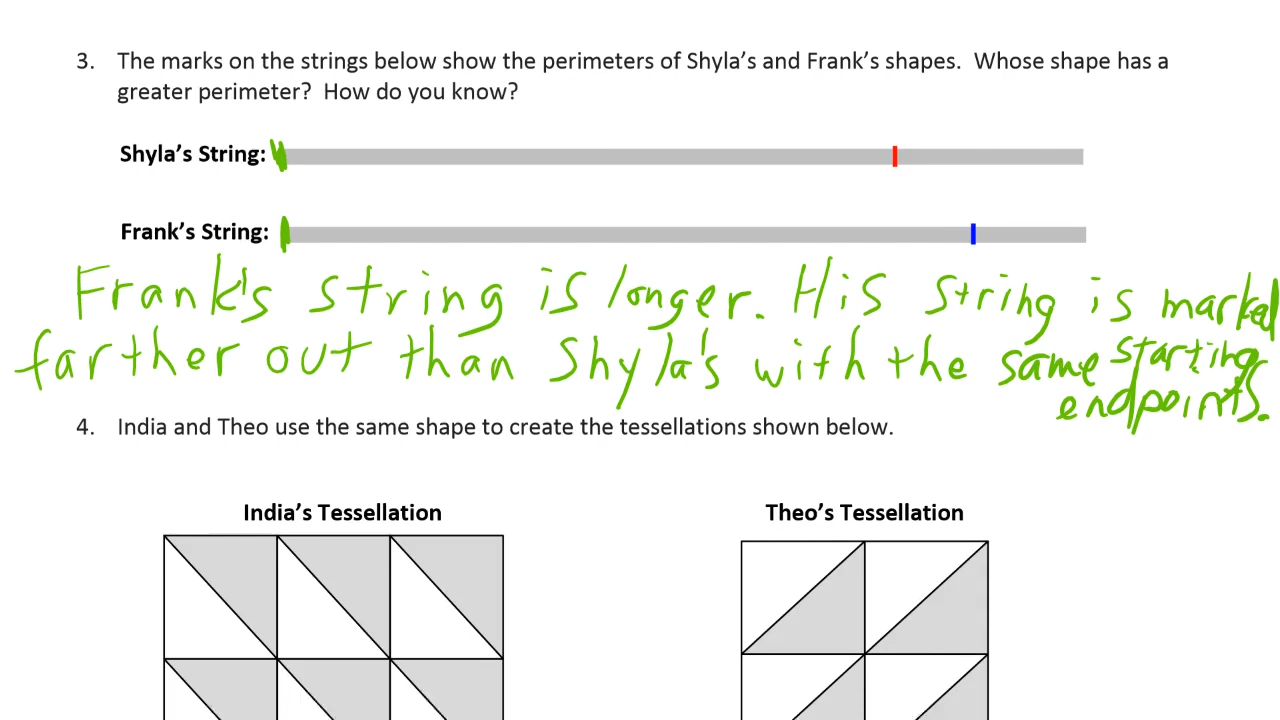 3. The marks on the strings below show the perimeters of Shyla’s and Frank’s shapes. Whose shape has a
greater perimeter? How do you know?
Shyla’s String:
Frank’s String:
Frank's string is longer. His string is marked
farther out than Shyla's with the same starting
endpoints.
4. India and Theo use the same shape to create the tessellations shown below.
India’s Tessellation
Theo’s Tessellation